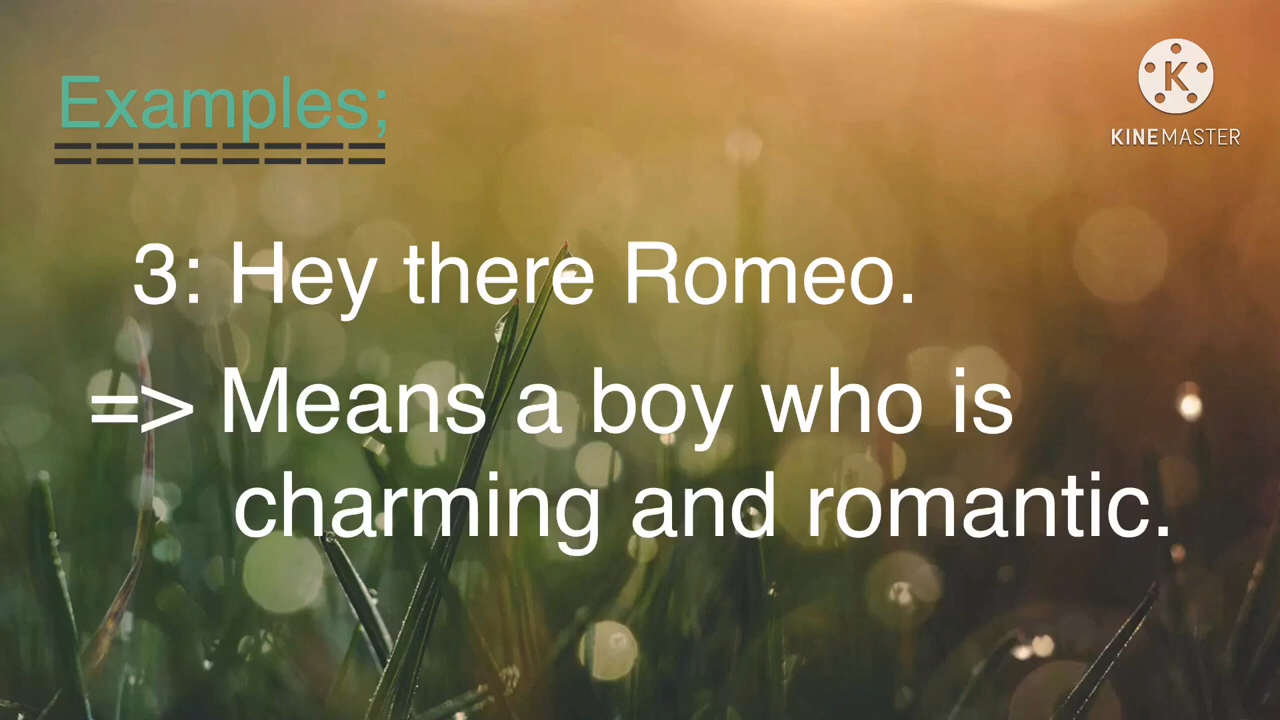 Examples;
=========
KINEMASTER
3: Hey there Romeo.
=> Means a boy who is
charming and romantic.